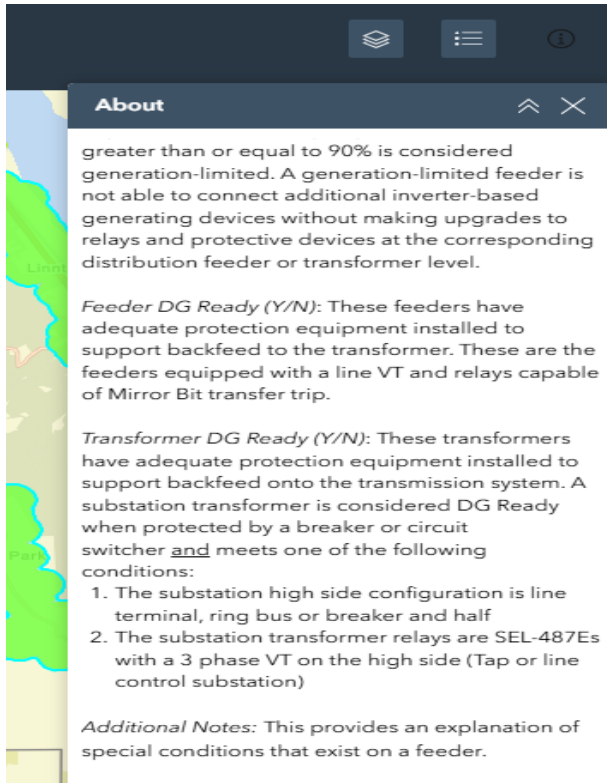 About
greater than or equal to 90% is considered
generation-limited. A generation-limited feeder is
not able to connect additional inverter-based
generating devices without making upgrades to
relays and protective devices at the corresponding
distribution feeder or transformer level.
Feeder DG Ready (Y/N): These feeders have
adequate protection equipment installed to
support backfeed to the transformer. These are the
feeders equipped with a line VT and relays capable
of Mirror Bit transfer trip.
Transformer DG Ready (Y/N): These transformers
have adequate protection equipment installed to
support backfeed onto the transmission system. A
substation transformer is considered DG Ready
when protected by a breaker or circuit
switcher and meets one of the following
conditions:
1. The substation high side configuration is line
terminal, ring bus or breaker and half
2. The substation transformer relays are SEL-487Es
with a 3 phase VT on the high side (Tap or line
control substation)
Additional Notes: This provides an explanation of
special conditions that exist on a feeder.
Linnt
Park